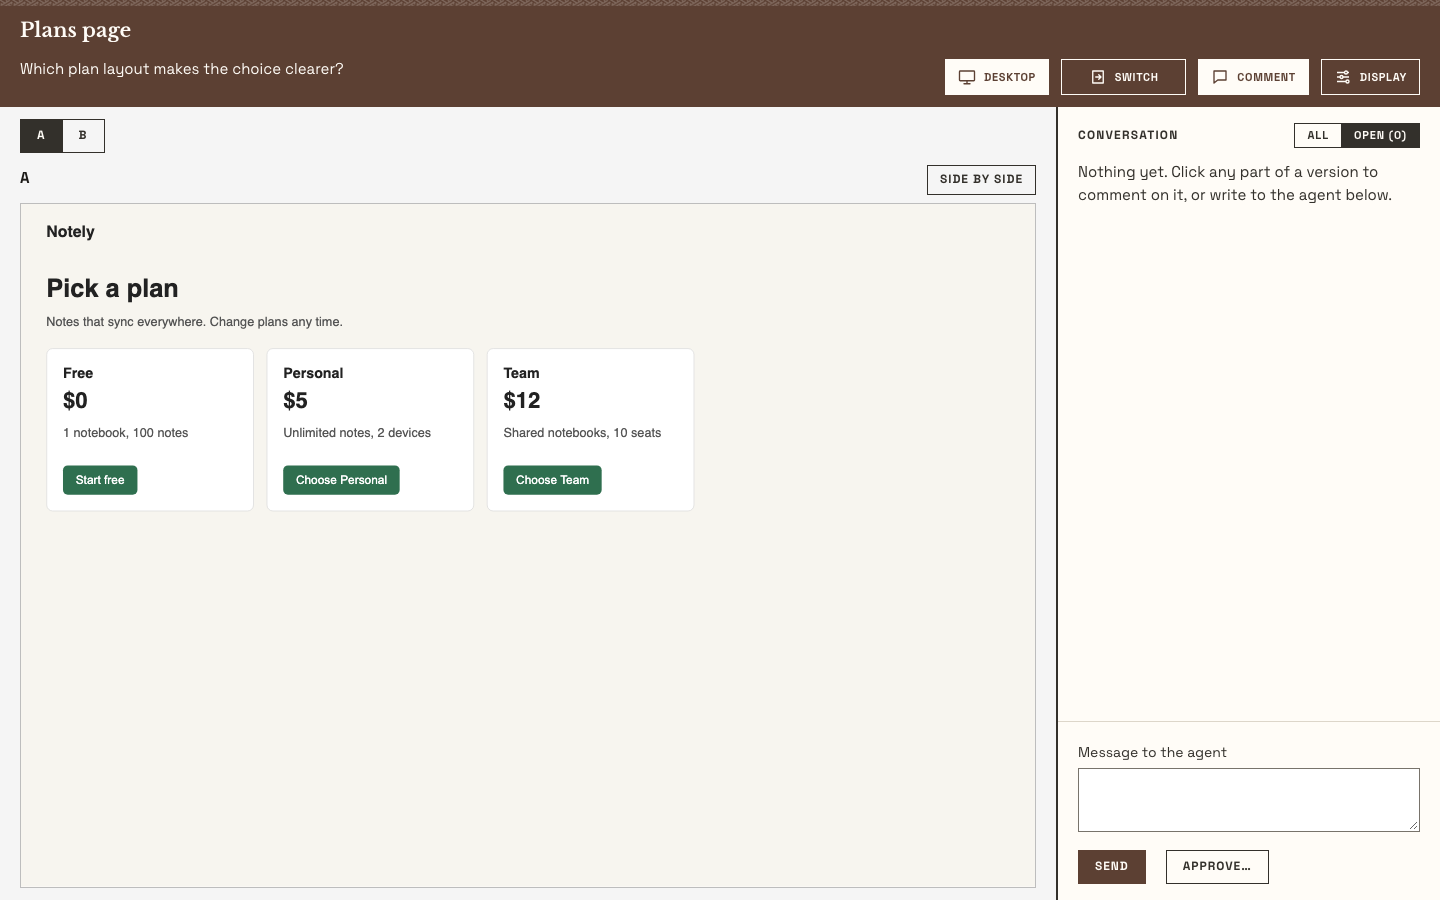 Plans page
Which plan layout makes the choice clearer?
DESKTOP
SWITCH
COMMENT
DISPLAY
A
B
A
SIDE BY SIDE
Notely
Pick a plan
Notes that sync everywhere. Change plans any time.
Free
$0
1 notebook, 100 notes
Start free
Personal
$5
Unlimited notes, 2 devices
Choose Personal
Team
$12
Shared notebooks, 10 seats
Choose Team
CONVERSATION
ALL
OPEN (0)
Nothing yet. Click any part of a version to
comment on it, or write to the agent below.
Message to the agent
SEND
APPROVE…